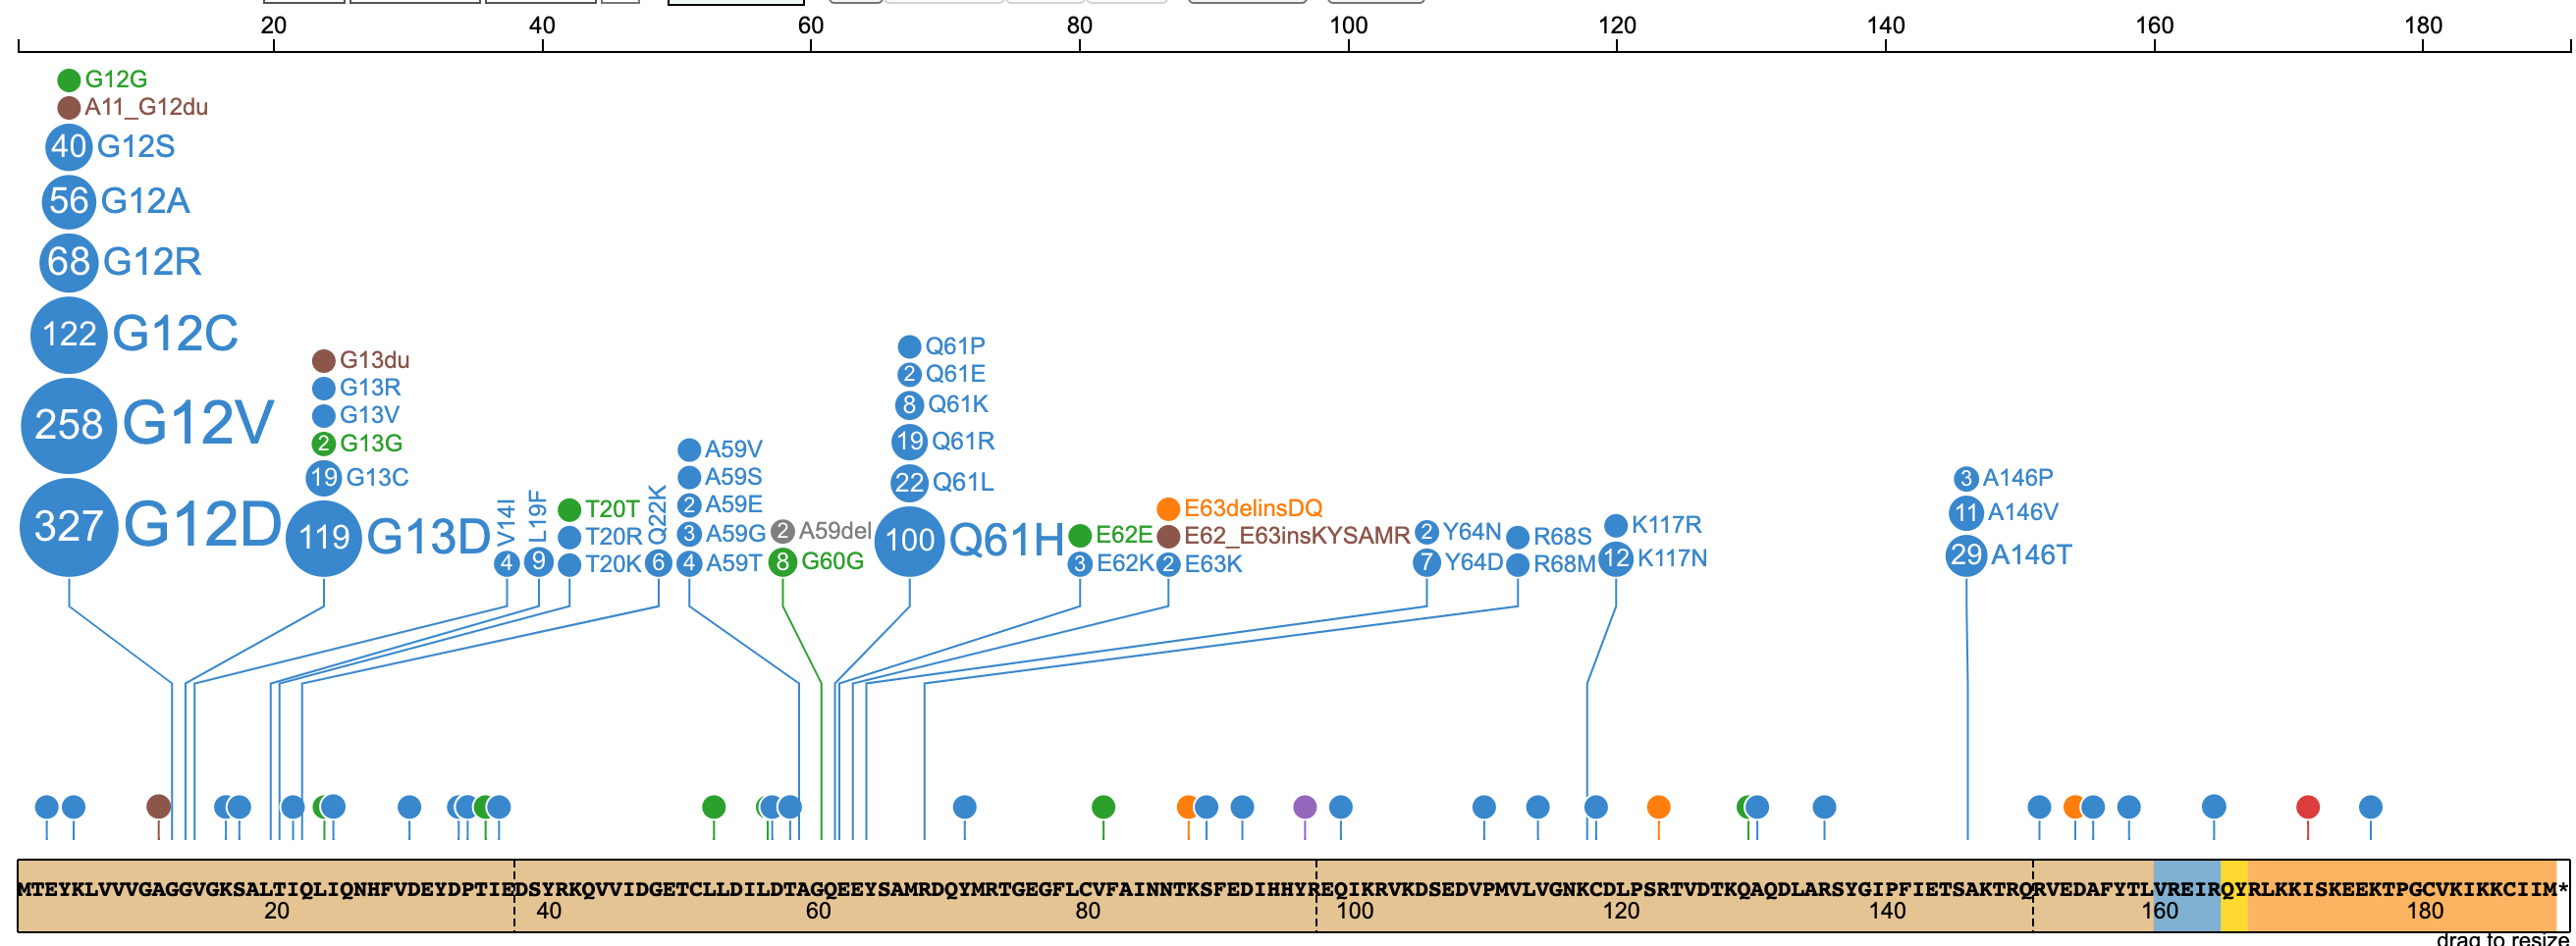 20 40 60 80 100 120 140 160 180
G12G
A11_G12du
40 G12S
56 G12A
68 G12R
122 G12C
258 G12V
327 G12D
G13du
G13R
G13V
2 G13G
19 G13C
119 G13D
4 V14I
9 L19F
T20T
T20R
T20K
6 Q22K
A59V
A59S
2 A59E
3 A59G
4 A59T
2 A59del
8 G60G
Q61P
2 Q61E
8 Q61K
19 Q61R
22 Q61L
100 Q61H
E62E
3 E62K
E63delinsDQ
E62_E63insKYSAMR
2 E63K
2 Y64N
7 Y64D
R68S
R68M
K117R
12 K117N
3 A146P
11 A146V
29 A146T
MTEYKLVVVGAGGVGKSALTIQLIQNHFVDEYDPTIEDSYRKQVVIDGETCLLDILDTAGQEEYSAMRDQYMRTGEGFLCVFAINNTKSFEDIHHYREQIKRVKDSEDVPMVLVGNKCDLPSRTVDTKQAQDLARSYGIPFIETSAKTRQRVEDAFYTLVREIRQYRLKKISKEEKTPGCVKIKKCIIM*
20 40 60 80 100 120 140 160 180
drag to resize